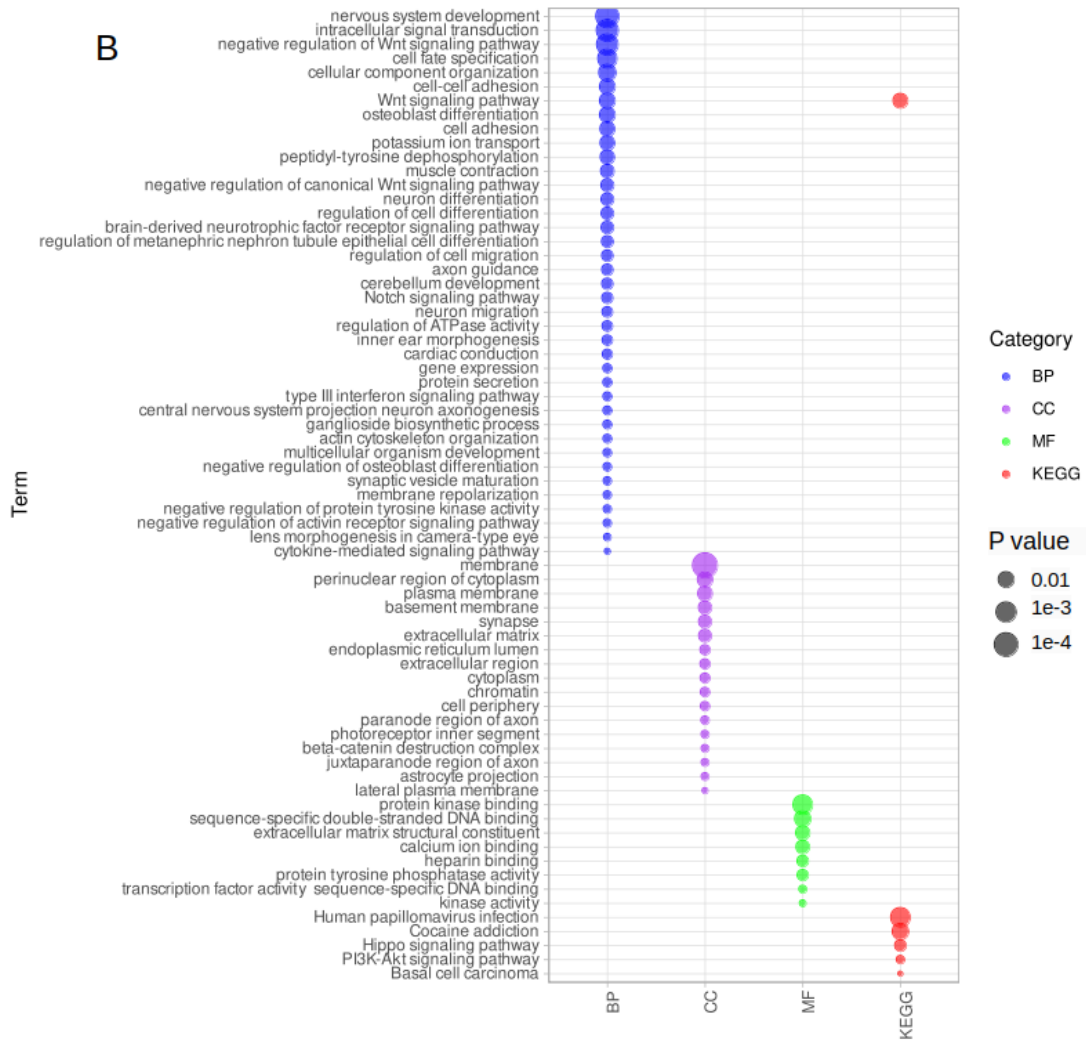 B
nervous system development
intracellular signal transduction
negative regulation of Wnt signaling pathway
cell fate specification
cellular component organization
cell-cell adhesion
Wnt signaling pathway
osteoblast differentiation
cell adhesion
potassium ion transport
peptidyl-tyrosine dephosphorylation
muscle contraction
negative regulation of canonical Wnt signaling pathway
neuron differentiation
regulation of cell differentiation
brain-derived neurotrophic factor receptor signaling pathway
regulation of metanephric nephron tubule epithelial cell differentiation
regulation of cell migration
axon guidance
cerebellum development
Notch signaling pathway
neuron migration
regulation of ATPase activity
inner ear morphogenesis
cardiac conduction
gene expression
protein secretion
type III interferon signaling pathway
central nervous system projection neuron axonogenesis
ganglioside biosynthetic process
actin cytoskeleton organization
multicellular organism development
negative regulation of osteoblast differentiation
synaptic vesicle maturation
membrane repolarization
negative regulation of protein tyrosine kinase activity
negative regulation of activin receptor signaling pathway
lens morphogenesis in camera-type eye
cytokine-mediated signaling pathway
membrane
perinuclear region of cytoplasm
plasma membrane
basement membrane
synapse
extracellular matrix
endoplasmic reticulum lumen
extracellular region
cytoplasm
chromatin
cell periphery
paranode region of axon
photoreceptor inner segment
beta-catenin destruction complex
juxtaparanode region of axon
astrocyte projection
lateral plasma membrane
protein kinase binding
sequence-specific double-stranded DNA binding
extracellular matrix structural constituent
calcium ion binding
heparin binding
protein tyrosine phosphatase activity
transcription factor activity sequence-specific DNA binding
kinase activity
Human papillomavirus infection
Cocaine addiction
Hippo signaling pathway
PI3K-Akt signaling pathway
Basal cell carcinoma
Term
BP
CC
MF
KEGG
Category
BP
CC
MF
KEGG
P value
0.01
1e-3
1e-4